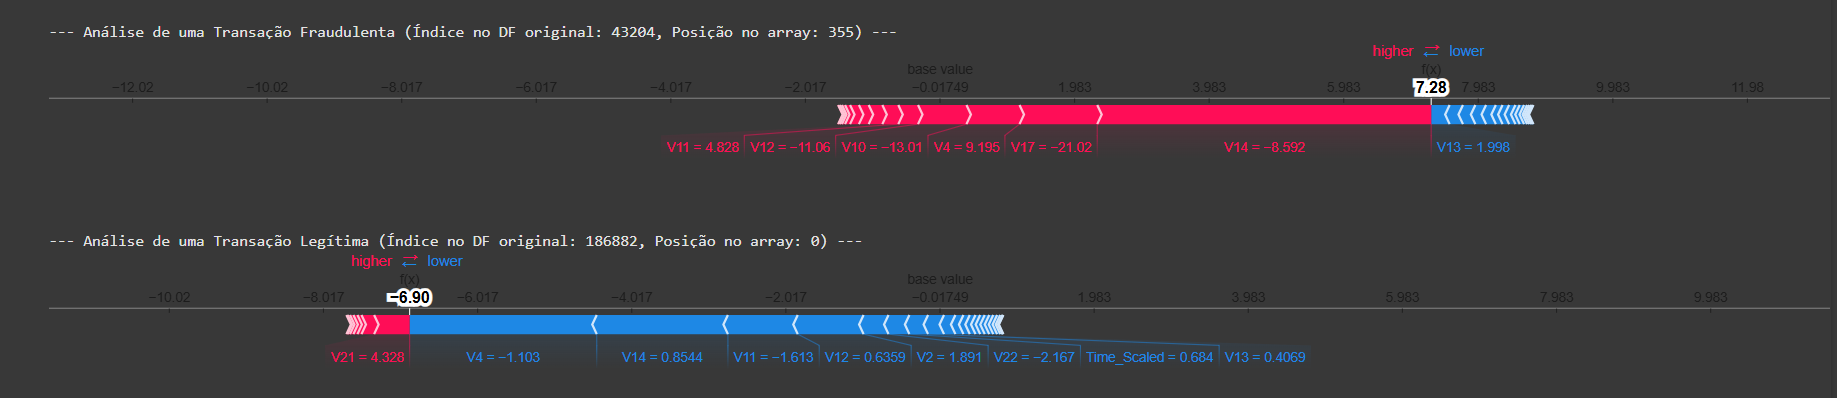 --- Análise de uma Transação Fraudulenta (Índice no DF original: 43204, Posição no array: 355) ---
higher ⇄ lower
base value f(x)
−12.02 −10.02 −8.017 −6.017 −4.017 −2.017 −0.01749 1.983 3.983 5.983 7.28 7.983 9.983 11.98
V11 = 4.828 V12 = −11.06 V10 = −13.01 V4 = 9.195 V17 = −21.02 V14 = −8.592 V13 = 1.998
--- Análise de uma Transação Legítima (Índice no DF original: 186882, Posição no array: 0) ---
higher ⇄ lower
f(x) base value
−10.02 −8.017 −6.90 −6.017 −4.017 −2.017 −0.01749 1.983 3.983 5.983 7.983 9.983
V21 = 4.328 V4 = −1.103 V14 = 0.8544 V11 = −1.613 V12 = 0.6359 V2 = 1.891 V22 = −2.167 Time_Scaled = 0.684 V13 = 0.4069